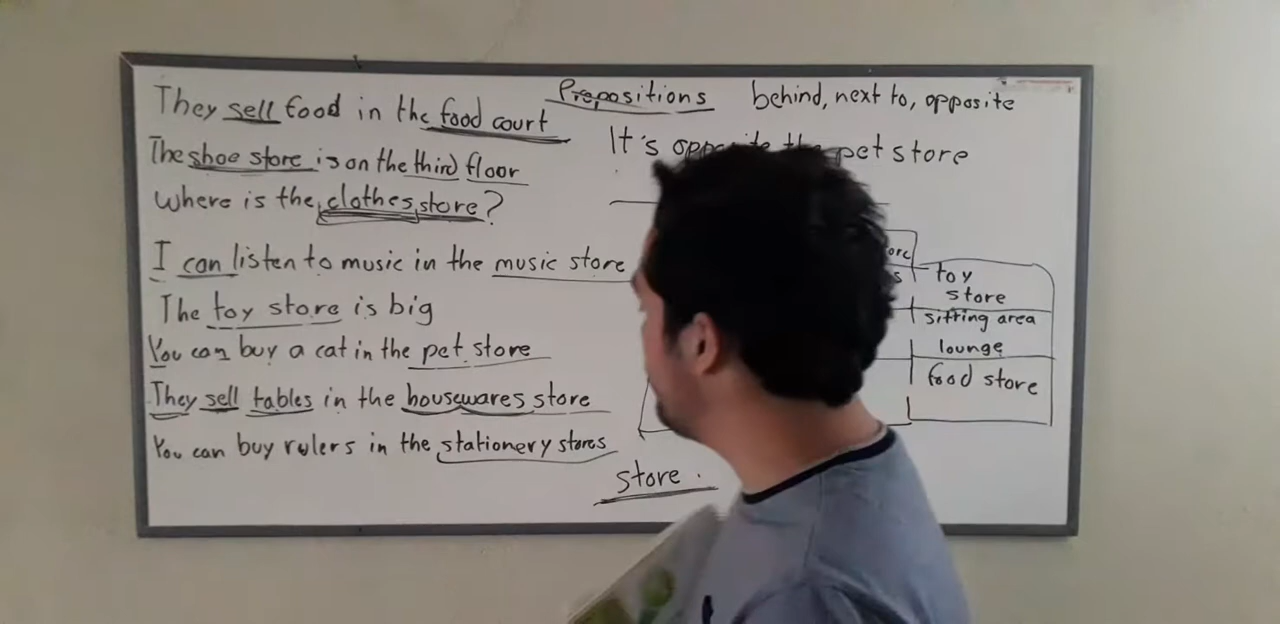 They sell food in the food court
The shoe store is on the third floor
Where is the clothes store?
I can listen to music in the music store
The toy store is big
You can buy a cat in the pet store
They sell tables in the housewares store
You can buy rulers in the stationery stores
store.
Prepositions behind, next to, opposite
It's opposite the pet store
toy
store
sitting area
lounge
food store